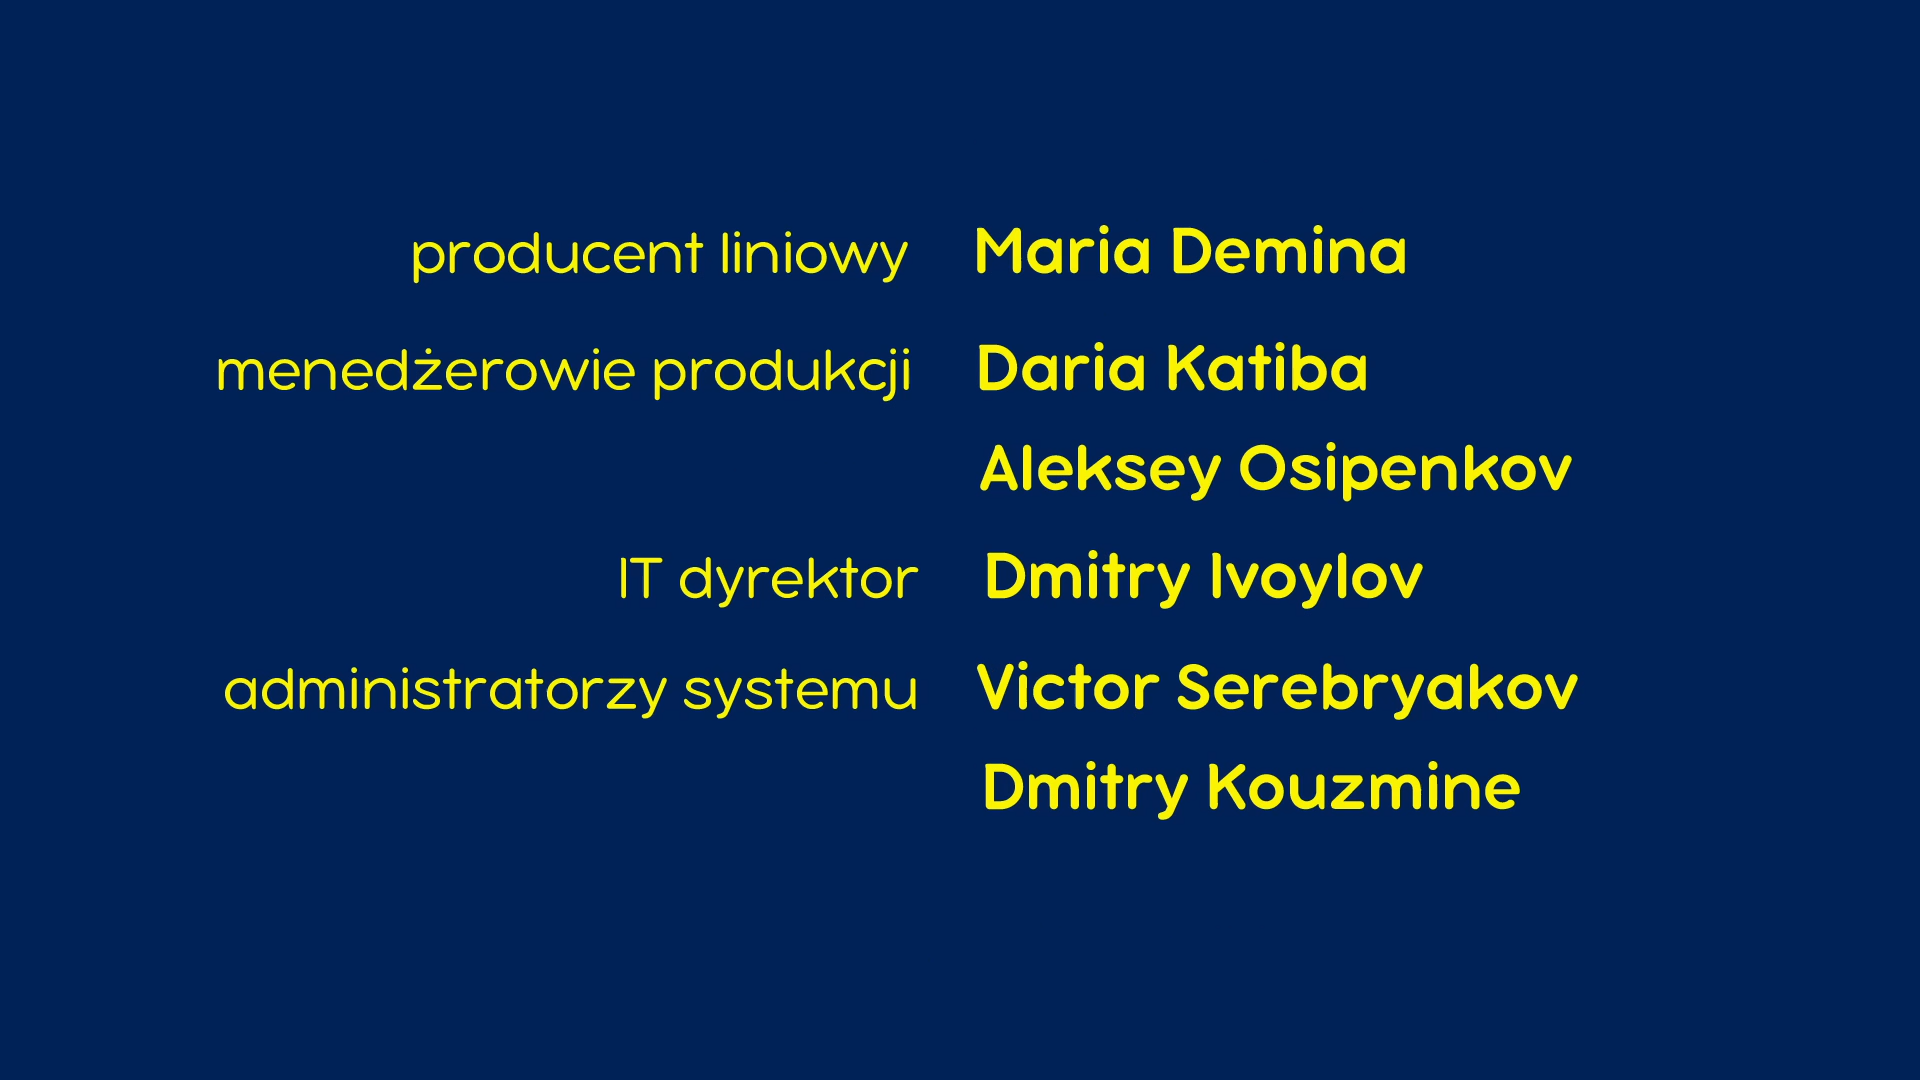 producent liniowy Maria Demina
menedżerowie produkcji Daria Katiba
Aleksey Osipenkov
IT dyrektor Dmitry Ivoylov
administratorzy systemu Victor Serebryakov
Dmitry Kouzmine